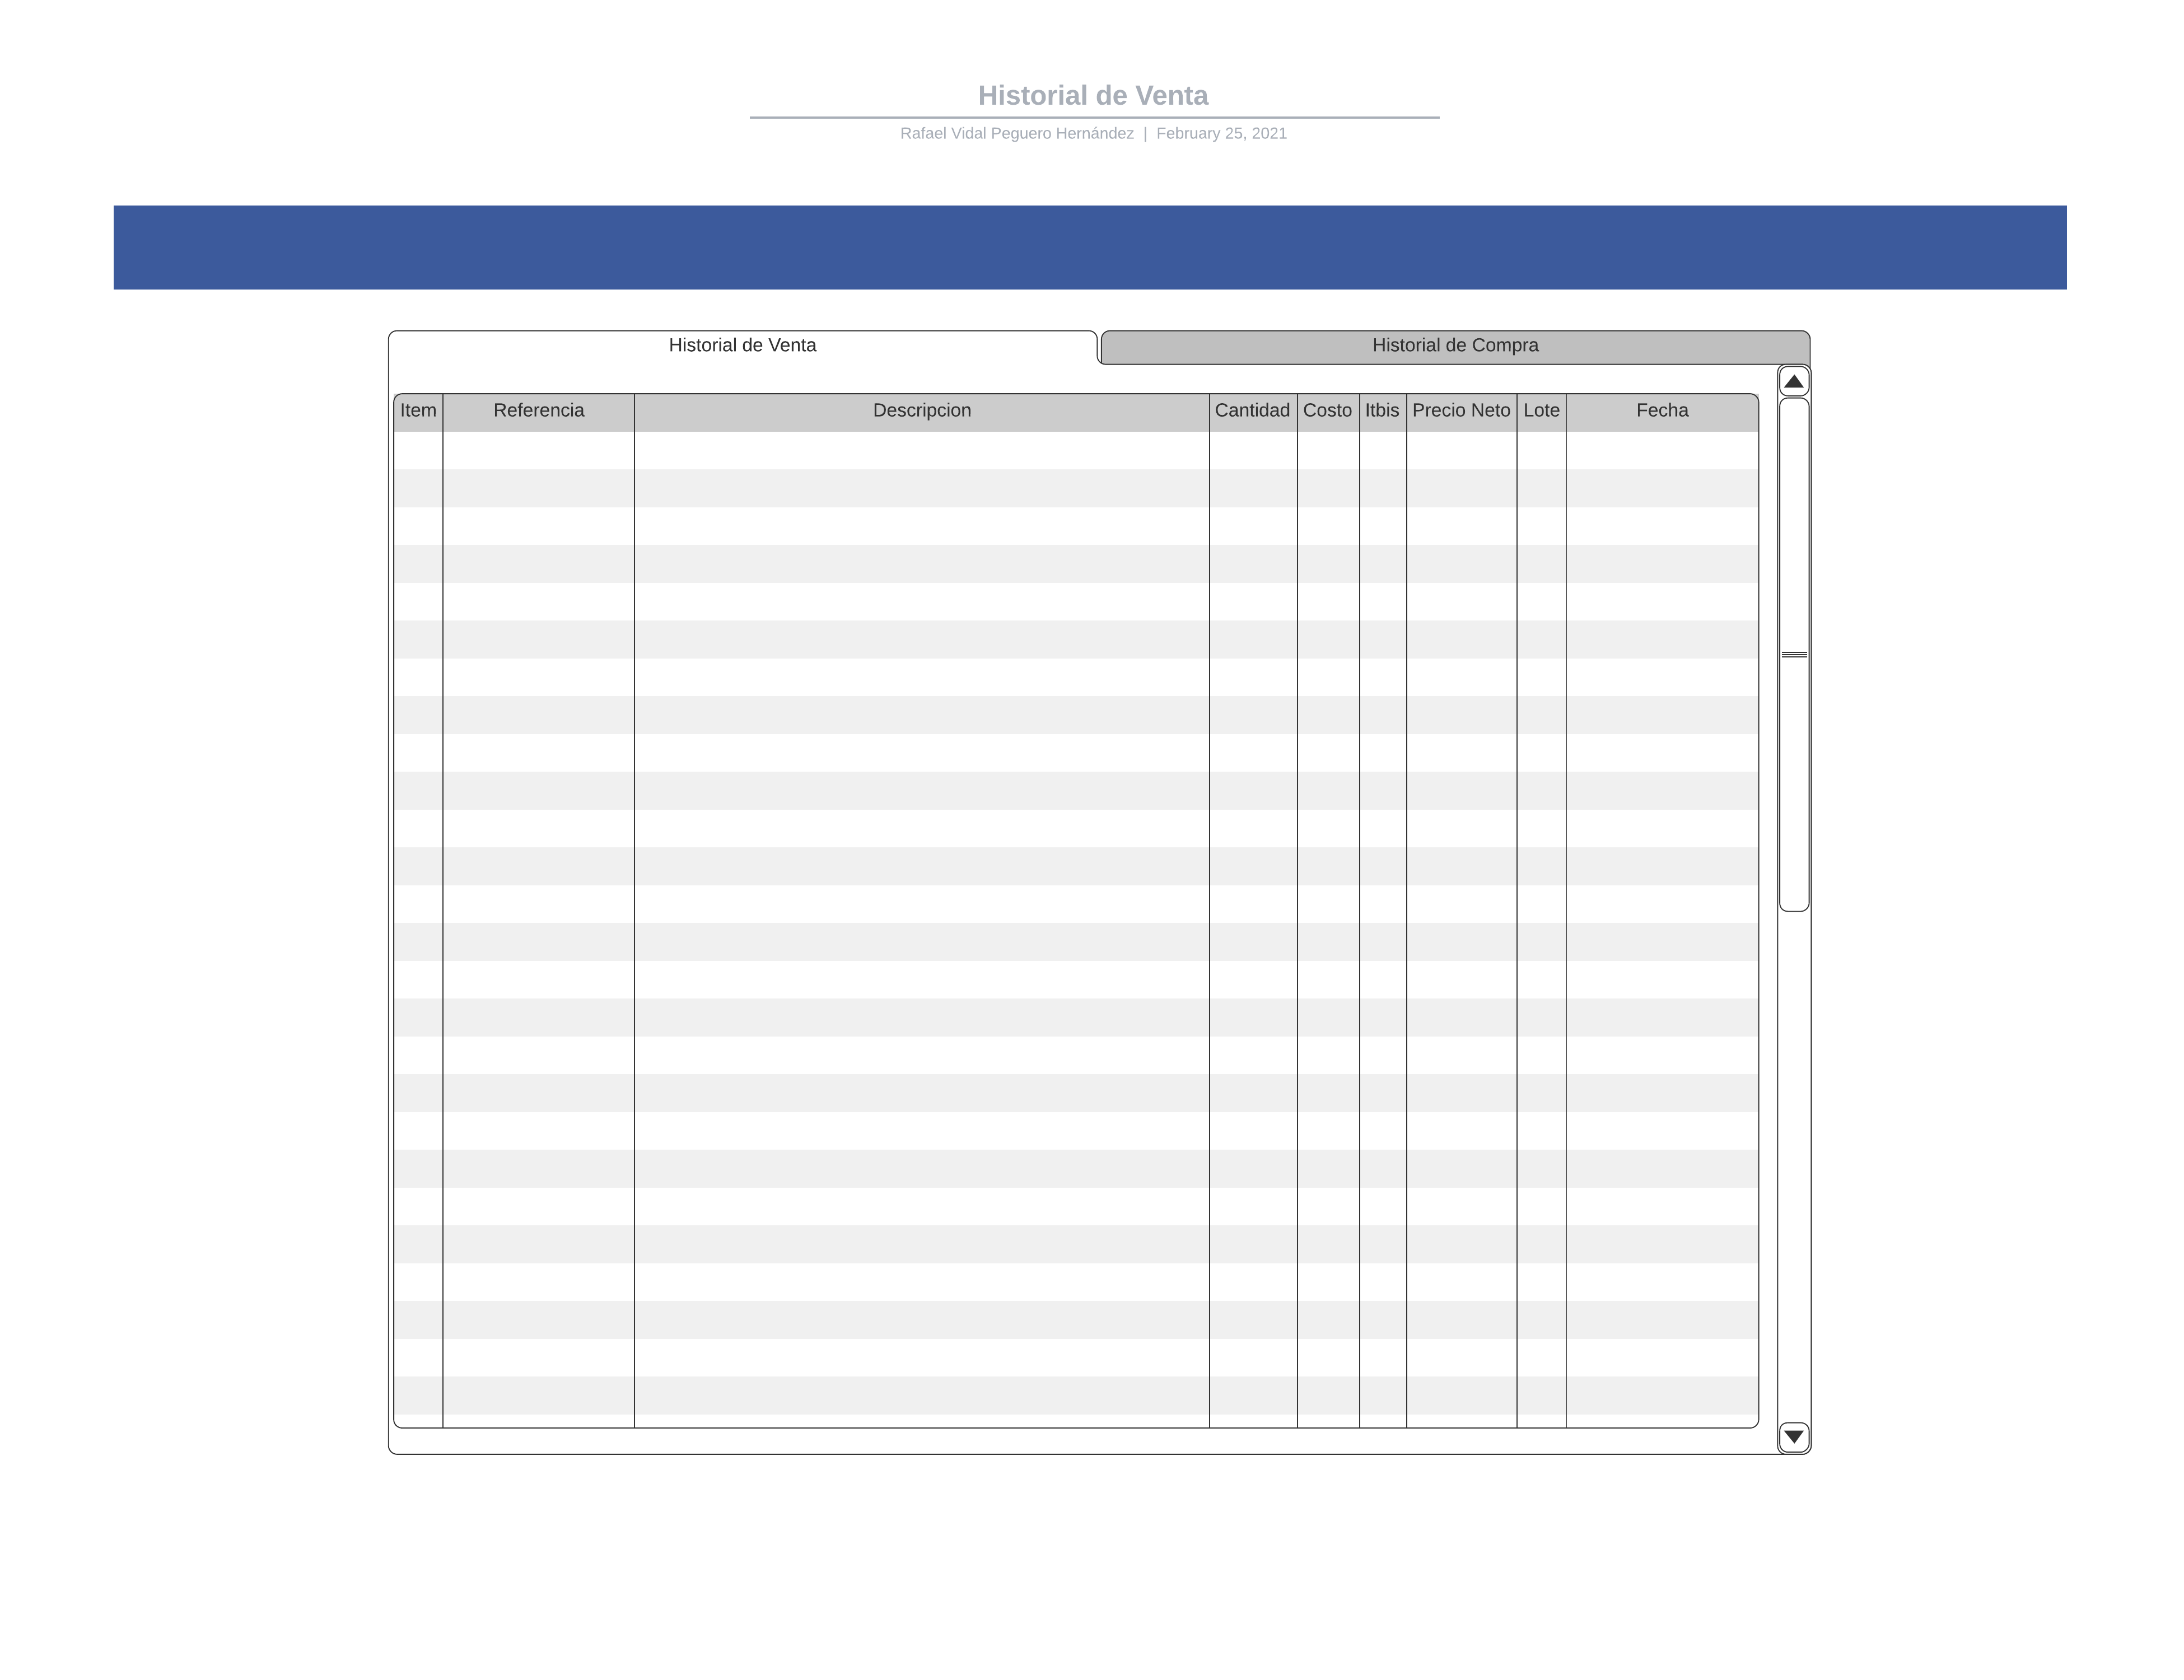 Historial de Venta
Rafael Vidal Peguero Hernández | February 25, 2021
Historial de Venta Historial de Compra
Item Referencia Descripcion Cantidad Costo Itbis Precio Neto Lote Fecha